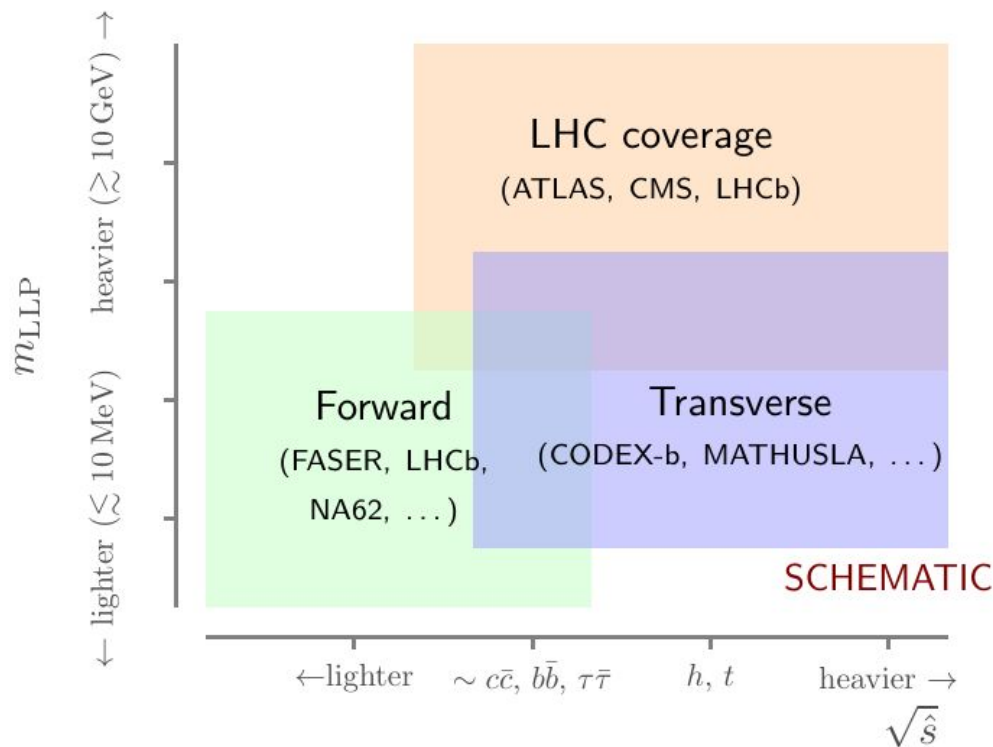 LHC coverage
(ATLAS, CMS, LHCb)
Forward
(FASER, LHCb,
NA62, ...)
Transverse
(CODEX-b, MATHUSLA, ...)
SCHEMATIC
m_LLP
heavier (≳ 10 GeV) →
← lighter (≲ 10 MeV)
←lighter
∼ cc̄, bb̄, ττ̄
h, t
heavier →
√ŝ